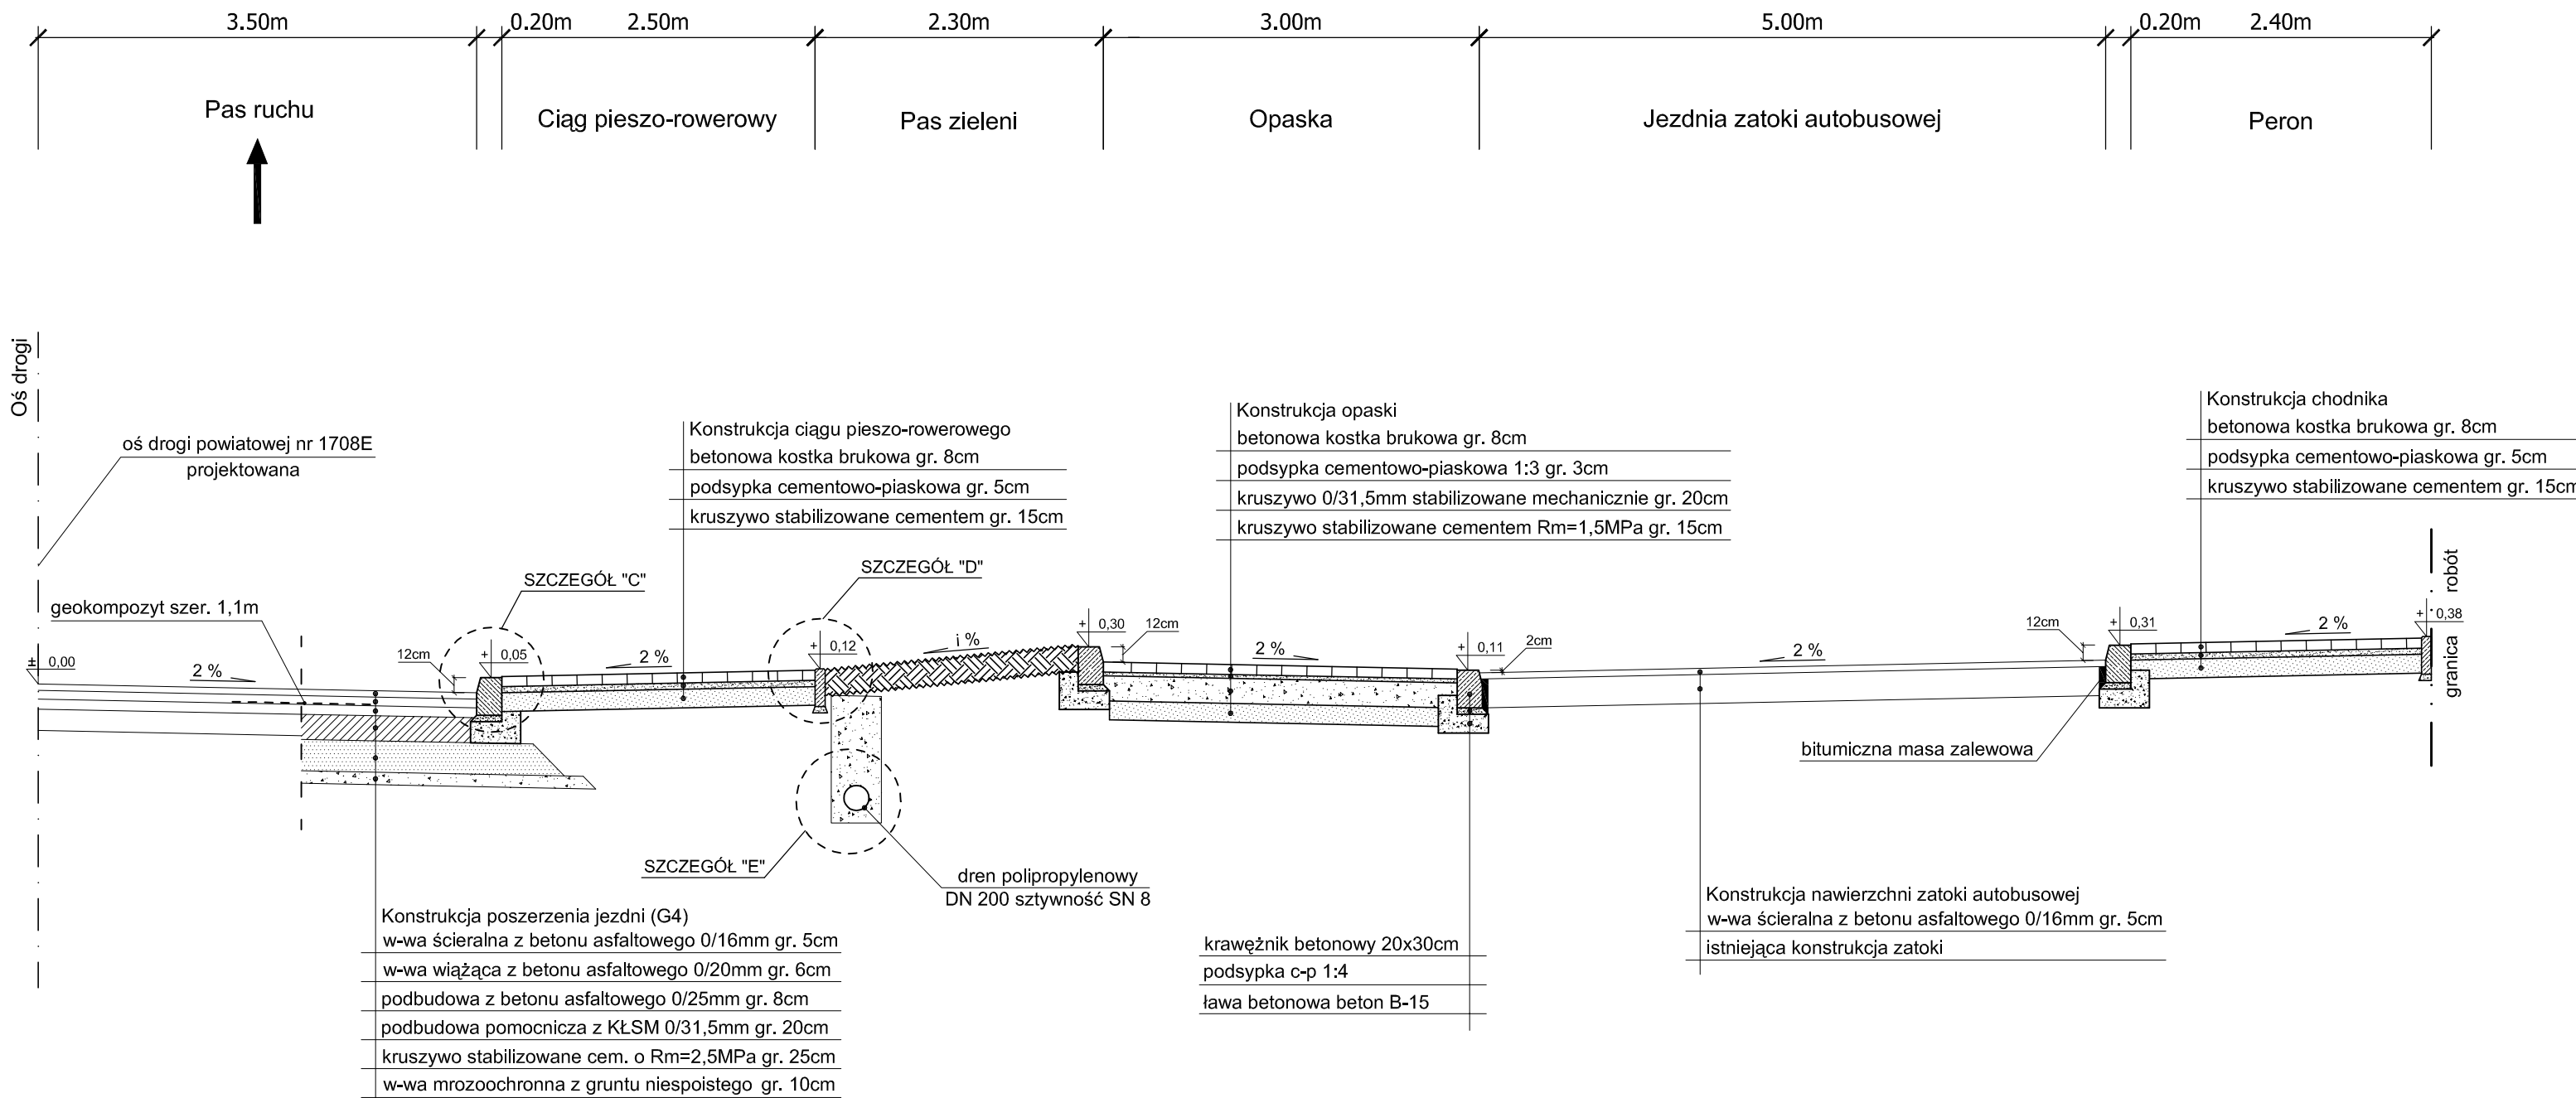 3.50m 0.20m 2.50m 2.30m 3.00m 5.00m 0.20m 2.40m
Pas ruchu
Ciąg pieszo-rowerowy
Pas zieleni
Opaska
Jezdnia zatoki autobusowej
Peron
Oś drogi
oś drogi powiatowej nr 1708E
projektowana
geokompozyt szer. 1,1m
Konstrukcja ciągu pieszo-rowerowego
betonowa kostka brukowa gr. 8cm
podsypka cementowo-piaskowa gr. 5cm
kruszywo stabilizowane cementem gr. 15cm
Konstrukcja opaski
betonowa kostka brukowa gr. 8cm
podsypka cementowo-piaskowa 1:3 gr. 3cm
kruszywo 0/31,5mm stabilizowane mechanicznie gr. 20cm
kruszywo stabilizowane cementem Rm=1,5MPa gr. 15cm
Konstrukcja chodnika
betonowa kostka brukowa gr. 8cm
podsypka cementowo-piaskowa gr. 5cm
kruszywo stabilizowane cementem gr. 15cm
SZCZEGÓŁ "C"
SZCZEGÓŁ "D"
± 0,00
2 %
12cm
+ 0,05
2 %
+ 0,12
i %
+ 0,30
12cm
2 %
+ 0,11
2cm
2 %
12cm
+ 0,31
2 %
+ 0,38
granica robót
bitumiczna masa zalewowa
SZCZEGÓŁ "E"
dren polipropylenowy
DN 200 sztywność SN 8
Konstrukcja poszerzenia jezdni (G4)
w-wa ścieralna z betonu asfaltowego 0/16mm gr. 5cm
w-wa wiążąca z betonu asfaltowego 0/20mm gr. 6cm
podbudowa z betonu asfaltowego 0/25mm gr. 8cm
podbudowa pomocnicza z KŁSM 0/31,5mm gr. 20cm
kruszywo stabilizowane cem. o Rm=2,5MPa gr. 25cm
w-wa mrozoochronna z gruntu niespoistego gr. 10cm
krawężnik betonowy 20x30cm
podsypka c-p 1:4
ława betonowa beton B-15
Konstrukcja nawierzchni zatoki autobusowej
w-wa ścieralna z betonu asfaltowego 0/16mm gr. 5cm
istniejąca konstrukcja zatoki